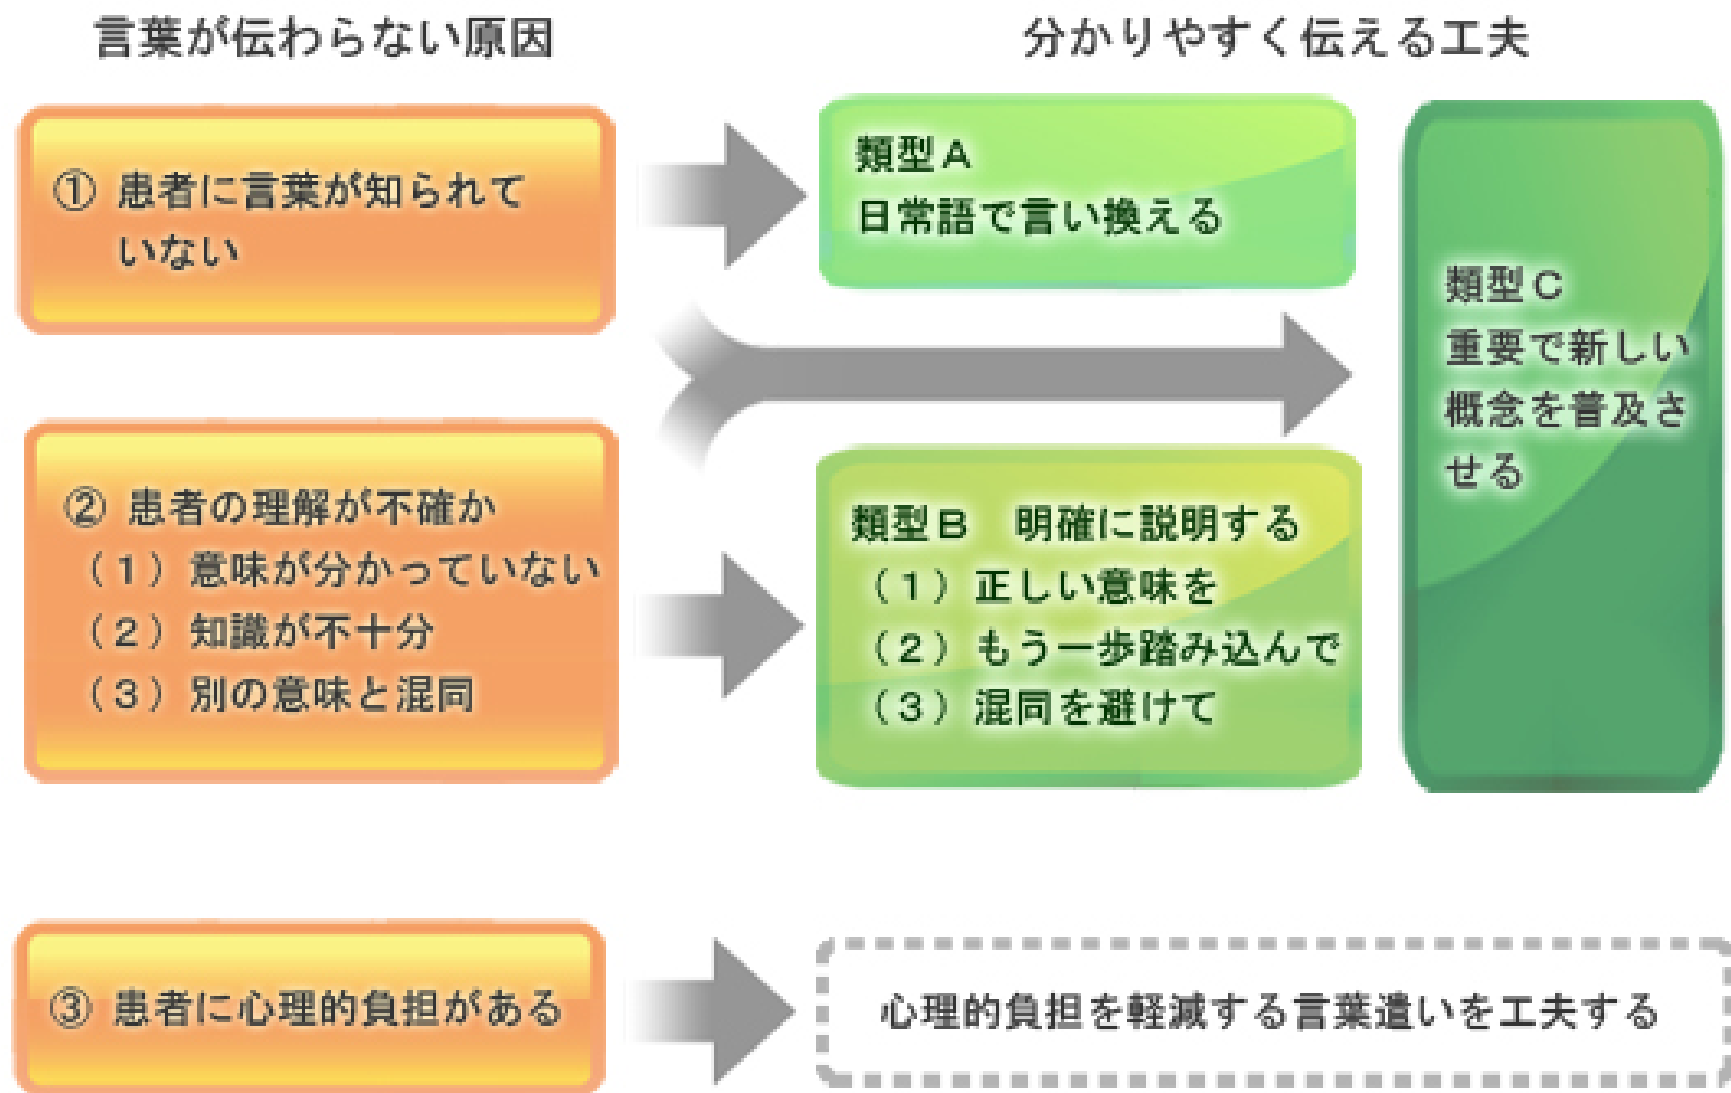 言葉が伝わらない原因
分かりやすく伝える工夫
① 患者に言葉が知られて
いない
類型A
日常語で言い換える
類型C
重要で新しい
概念を普及さ
せる
② 患者の理解が不確か
（1）意味が分かっていない
（2）知識が不十分
（3）別の意味と混同
類型B　明確に説明する
（1）正しい意味を
（2）もう一歩踏み込んで
（3）混同を避けて
③ 患者に心理的負担がある
心理的負担を軽減する言葉遣いを工夫する